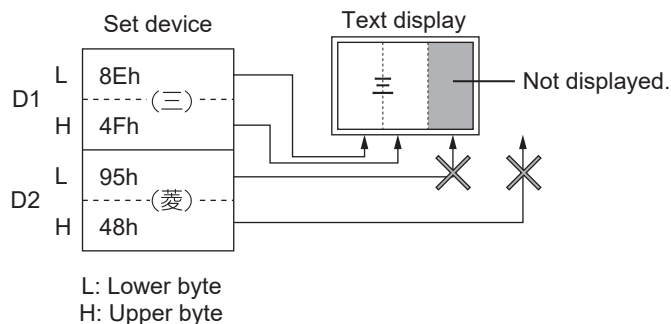 Set device
Text display
D1
L
8Eh
(三)
H
4Fh
三
Not displayed.
D2
L
95h
(菱)
H
48h
L: Lower byte
H: Upper byte